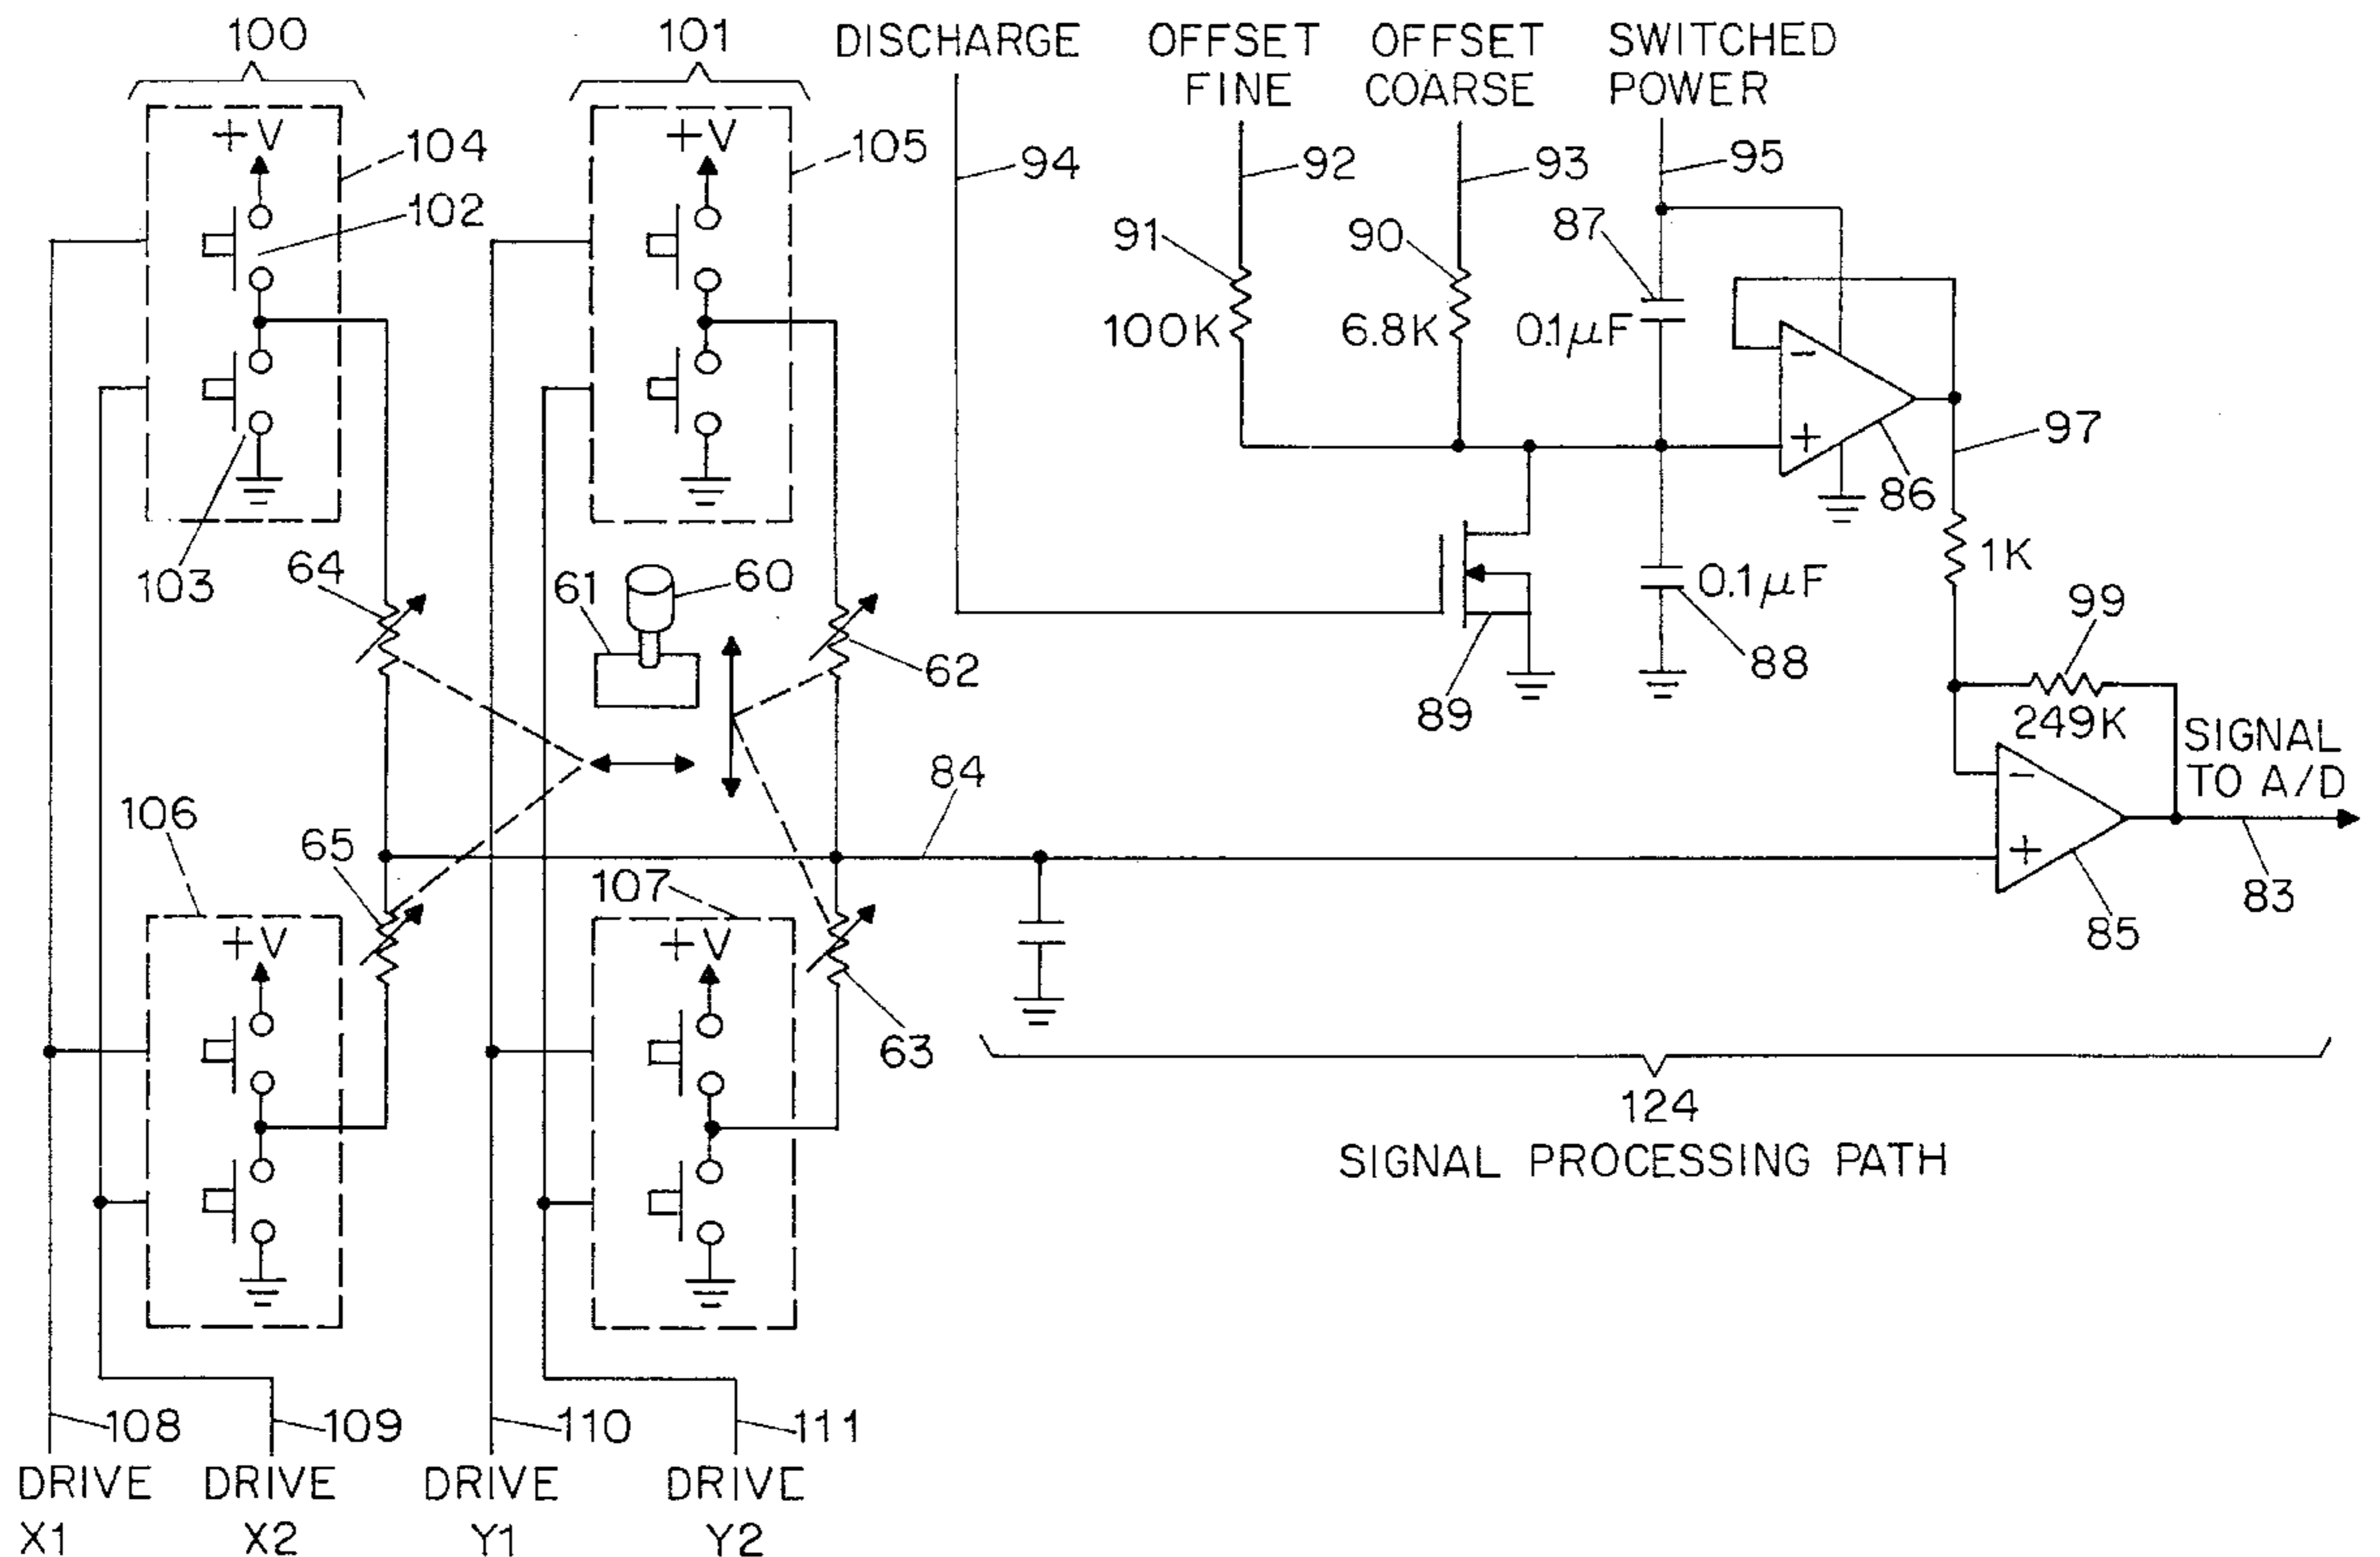 100
101
DISCHARGE
OFFSET FINE
OFFSET COARSE
SWITCHED POWER
+V
104
102
+V
105
94
92
93
95
91
90
87
100K
6.8K
0.1µF
−
+
97
86
103
64
61
60
62
1K
99
0.1µF
88
89
249K
SIGNAL TO A/D
84
−
+
83
85
106
65
107
+V
+V
63
124
SIGNAL PROCESSING PATH
108
109
110
111
DRIVE X1
DRIVE X2
DRIVE Y1
DRIVE Y2